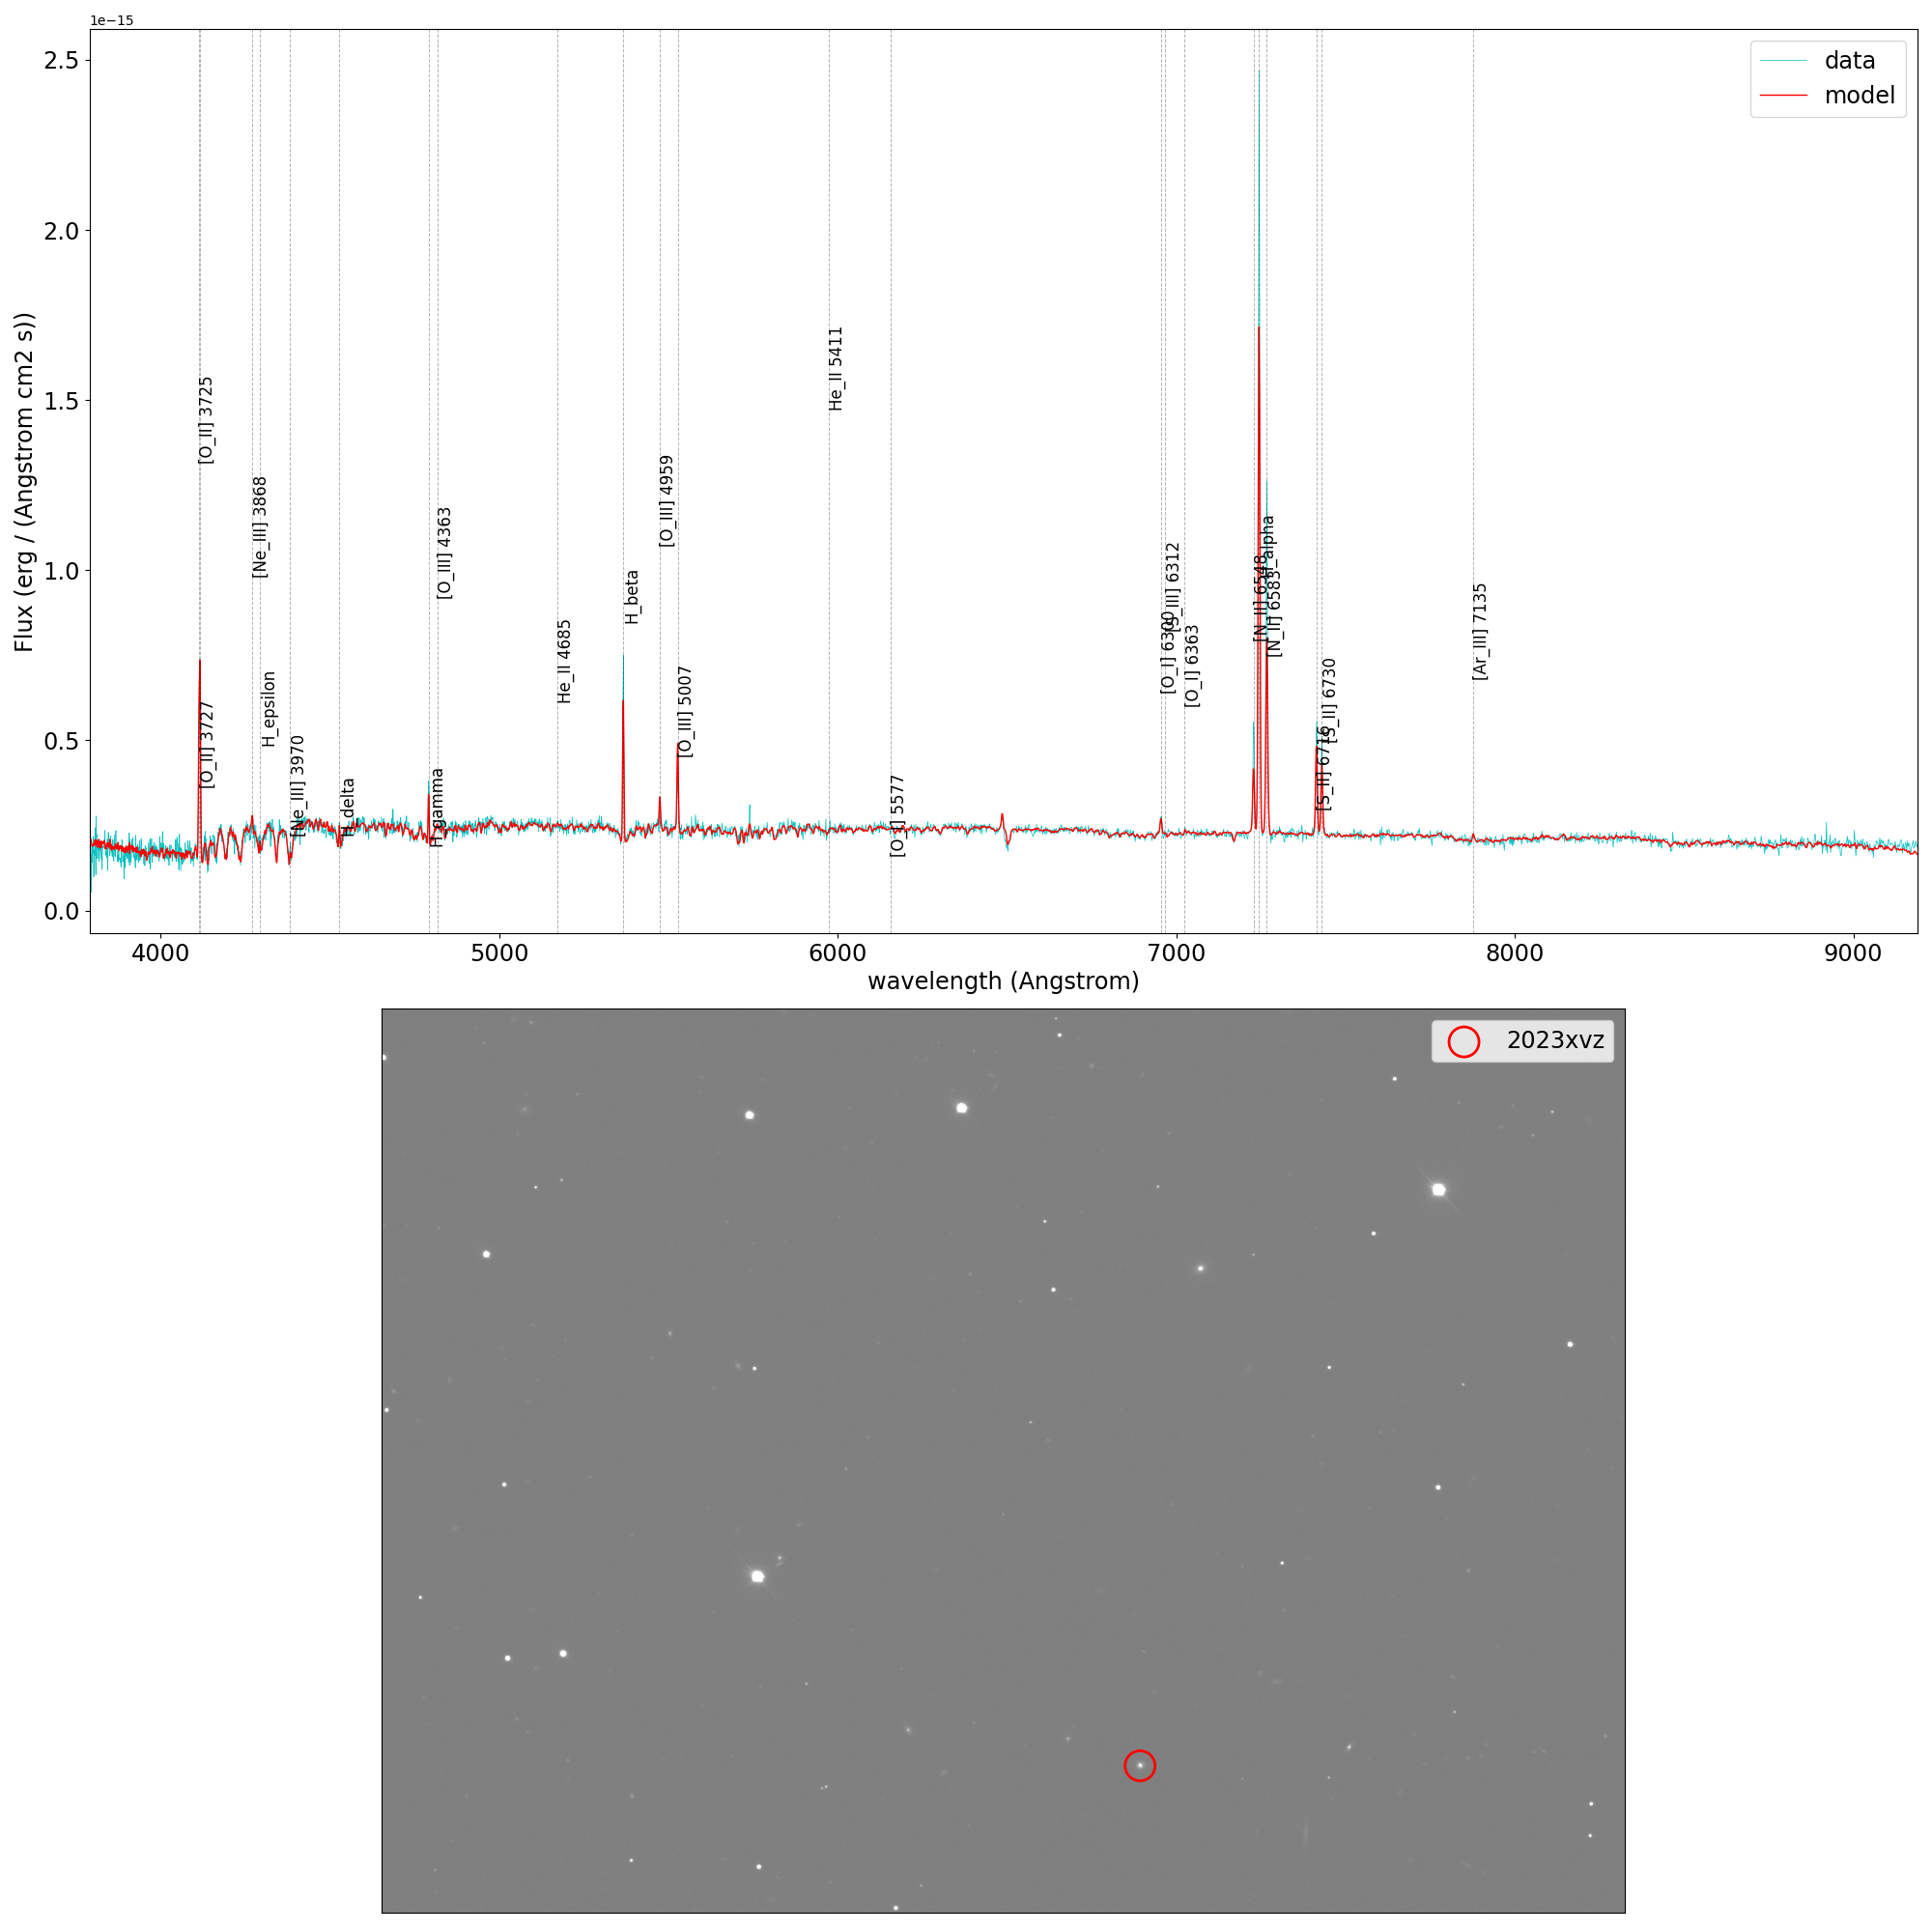 1e−15
data
model
2.5
2.0
1.5
1.0
0.5
0.0
Flux (erg / (Angstrom cm2 s))
[O_II] 3725
[O_II] 3727
[Ne_III] 3868
H_epsilon
[Ne_III] 3970
H_delta
H_gamma
[O_III] 4363
He_II 4685
H_beta
[O_III] 4959
[O_III] 5007
He_II 5411
[O_I] 5577
[O_I] 6300
[S_III] 6312
[O_I] 6363
[N_II] 6548
H_alpha
[N_II] 6583
[S_II] 6716
[S_II] 6730
[Ar_III] 7135
4000 5000 6000 7000 8000 9000
wavelength (Angstrom)
2023xvz